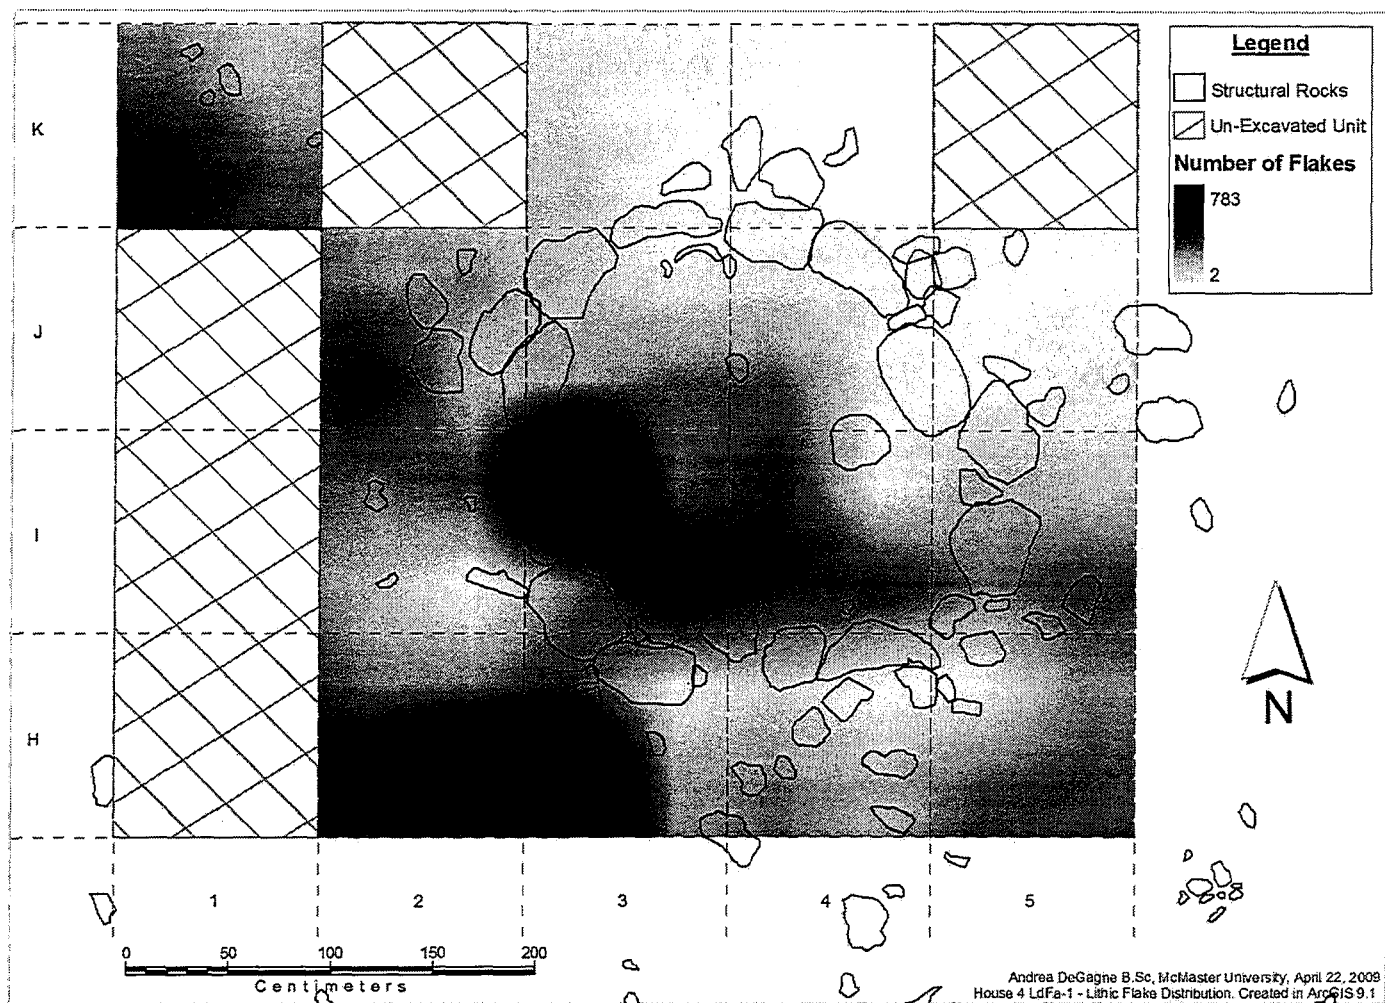 Legend
Structural Rocks
Un-Excavated Unit
Number of Flakes
783
2
K
J
I
H
N
1 2 3 4 5
0 50 100 150 200
Centimeters
Andrea DeGagne B.Sc, McMaster University, April 22, 2009
House 4 LdFa-1 - Lithic Flake Distribution. Created in ArcGIS 9.1